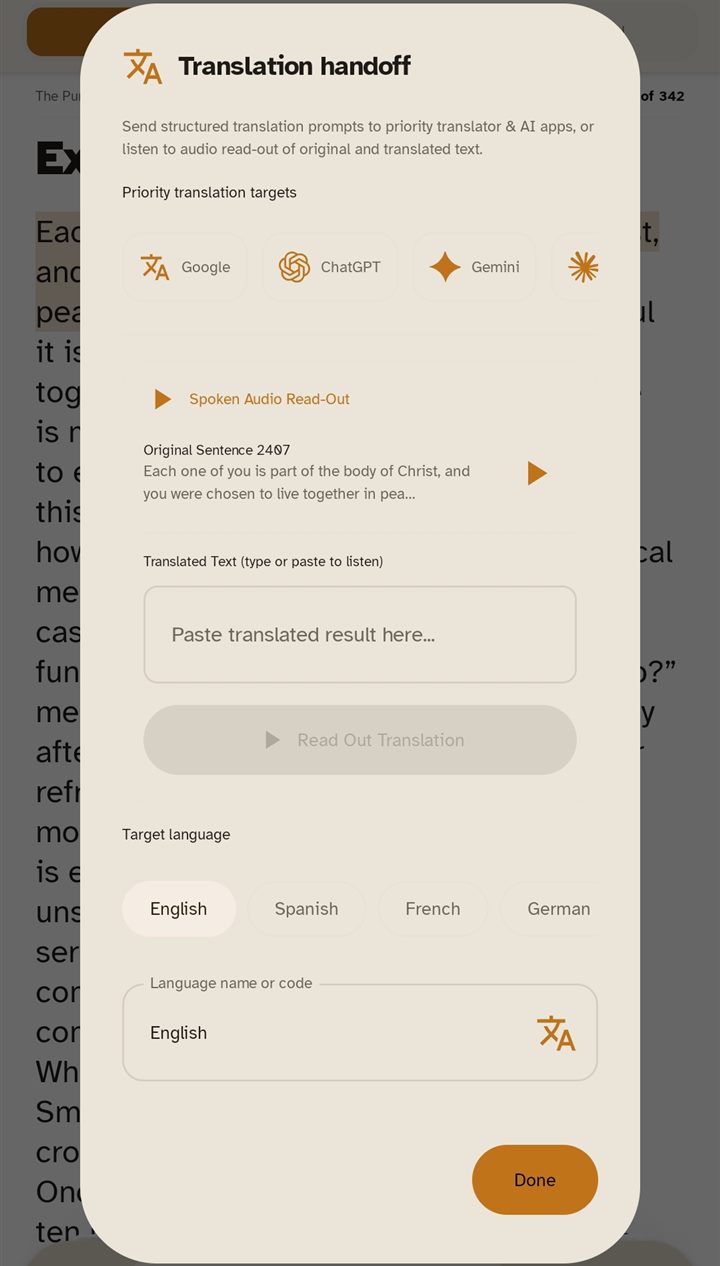 The Pu
of 342
Translation handoff
Send structured translation prompts to priority translator & AI apps, or
listen to audio read-out of original and translated text.
Priority translation targets
Google
ChatGPT
Gemini
Spoken Audio Read-Out
Original Sentence 2407
Each one of you is part of the body of Christ, and
you were chosen to live together in pea...
Translated Text (type or paste to listen)
Paste translated result here...
Read Out Translation
Target language
English
Spanish
French
German
Language name or code
English
Done